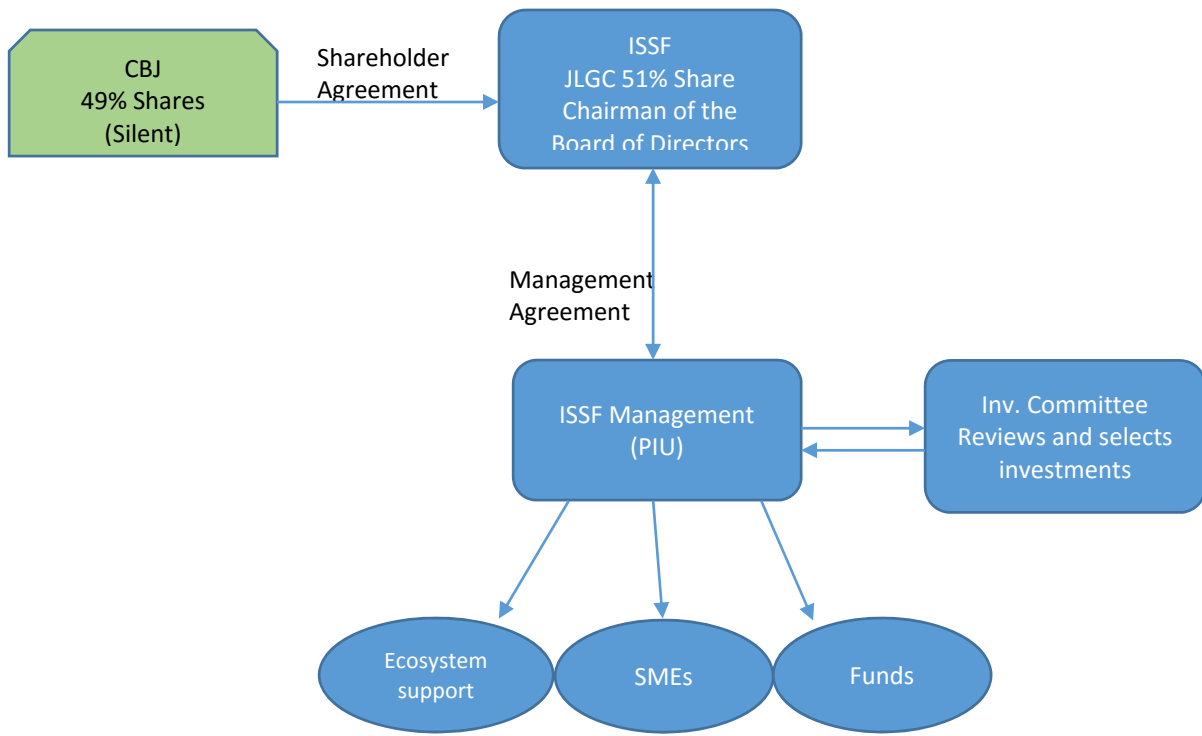 CBJ
49% Shares
(Silent)
Shareholder
Agreement
ISSF
JLGC 51% Share
Chairman of the
Board of Directors
Management
Agreement
ISSF Management
(PIU)
Inv. Committee
Reviews and selects
investments
Ecosystem
support
SMEs
Funds